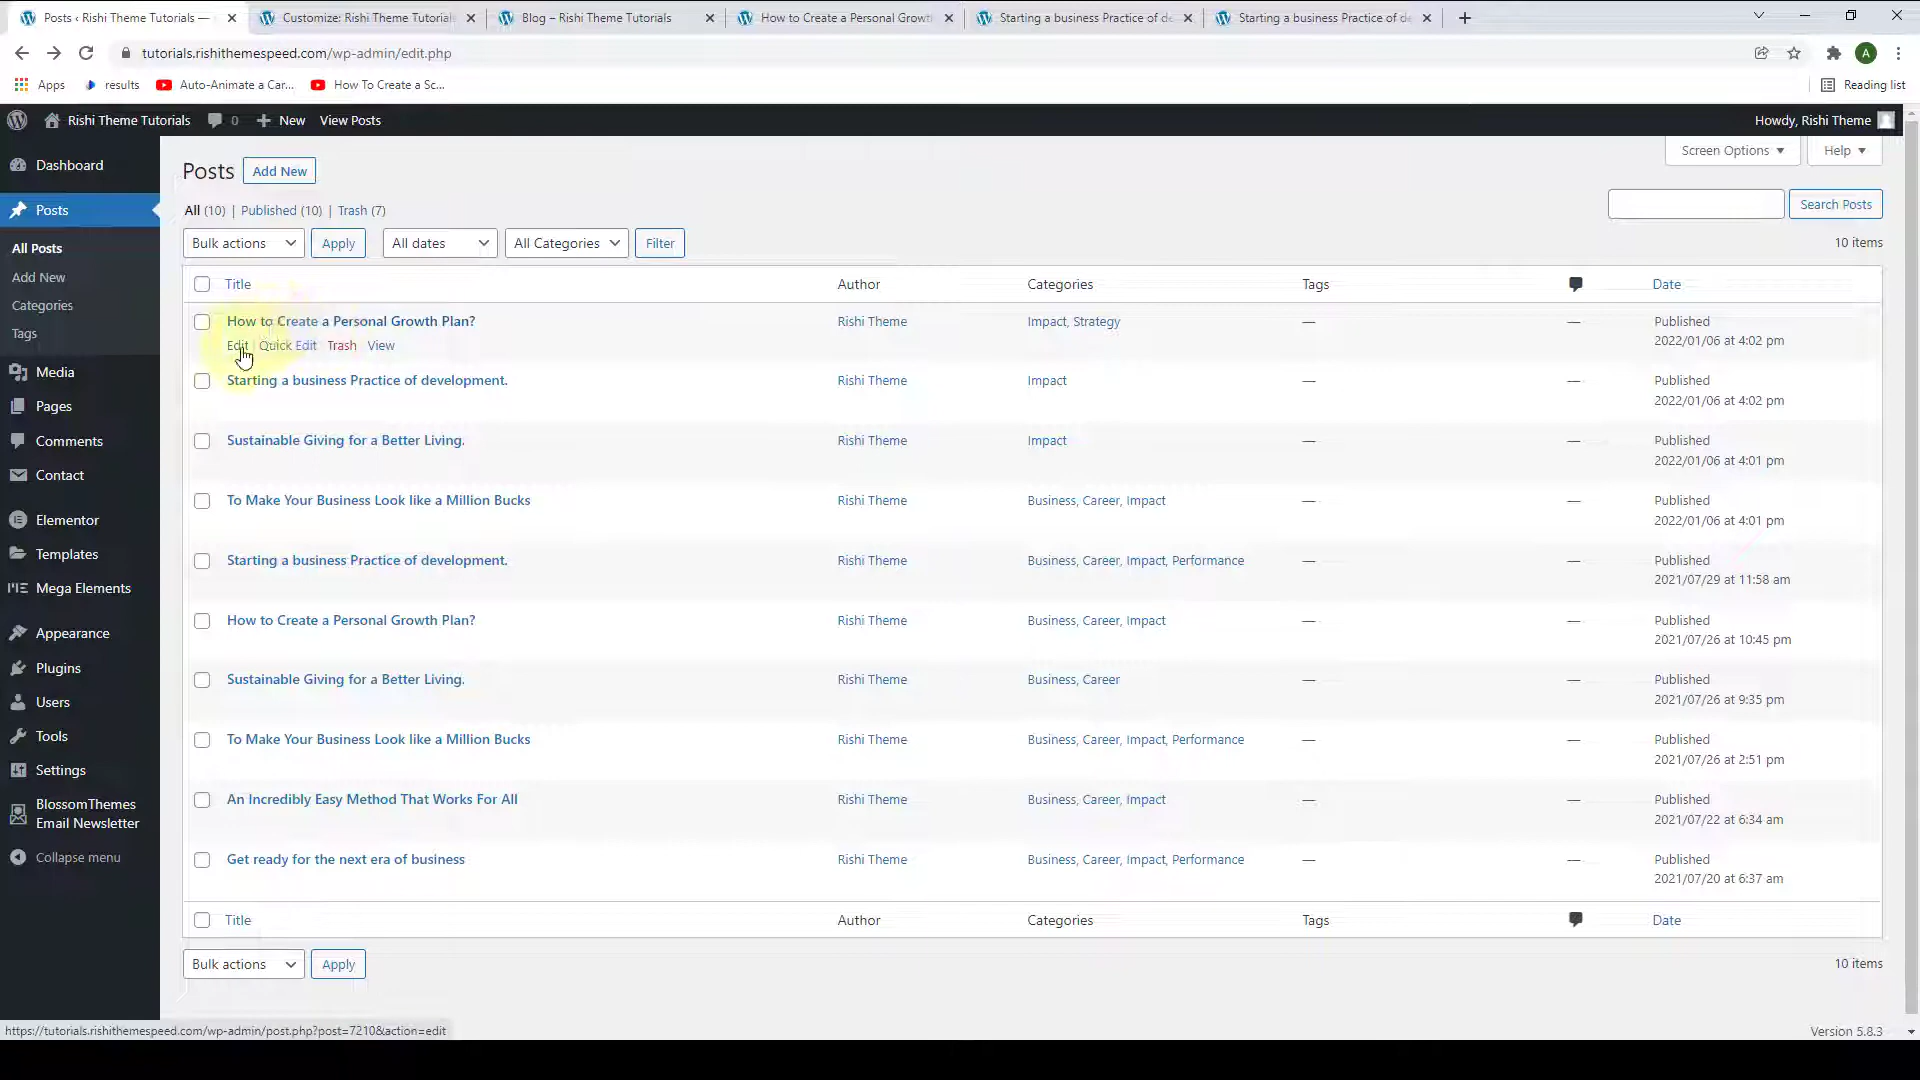 Posts ‹ Rishi Theme Tutorials —
Customize: Rishi Theme Tutorials
Blog – Rishi Theme Tutorials
How to Create a Personal Growt
Starting a business Practice of de
Starting a business Practice of de
tutorials.rishithemespeed.com/wp-admin/edit.php
A
Apps
results
Auto-Animate a Car...
How To Create a Sc...
Reading list
Rishi Theme Tutorials
0
New
View Posts
Howdy, Rishi Theme
Dashboard
Posts
All Posts
Add New
Categories
Tags
Media
Pages
Comments
Contact
Elementor
Templates
Mega Elements
Appearance
Plugins
Users
Tools
Settings
BlossomThemes
Email Newsletter
Collapse menu
Screen Options
Help
Posts Add New
All (10) | Published (10) | Trash (7)
Search Posts
Bulk actions Apply All dates All Categories Filter
10 items
Title Author Categories Tags Date
How to Create a Personal Growth Plan? Rishi Theme Impact, Strategy — — Published
2022/01/06 at 4:02 pm
Edit | Quick Edit Trash View
Starting a business Practice of development. Rishi Theme Impact — — Published
2022/01/06 at 4:02 pm
Sustainable Giving for a Better Living. Rishi Theme Impact — — Published
2022/01/06 at 4:01 pm
To Make Your Business Look like a Million Bucks Rishi Theme Business, Career, Impact — — Published
2022/01/06 at 4:01 pm
Starting a business Practice of development. Rishi Theme Business, Career, Impact, Performance — — Published
2021/07/29 at 11:58 am
How to Create a Personal Growth Plan? Rishi Theme Business, Career, Impact — — Published
2021/07/26 at 10:45 pm
Sustainable Giving for a Better Living. Rishi Theme Business, Career — — Published
2021/07/26 at 9:35 pm
To Make Your Business Look like a Million Bucks Rishi Theme Business, Career, Impact, Performance — — Published
2021/07/26 at 2:51 pm
An Incredibly Easy Method That Works For All Rishi Theme Business, Career, Impact — — Published
2021/07/22 at 6:34 am
Get ready for the next era of business Rishi Theme Business, Career, Impact, Performance — — Published
2021/07/20 at 6:37 am
Title Author Categories Tags Date
Bulk actions Apply
10 items
https://tutorials.rishithemespeed.com/wp-admin/post.php?post=7210&action=edit
Version 5.8.3